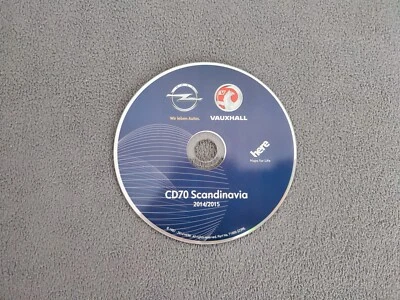 Wir leben Autos.
VAUXHALL
here
Maps for Life
CD70 Scandinavia
2014/2015